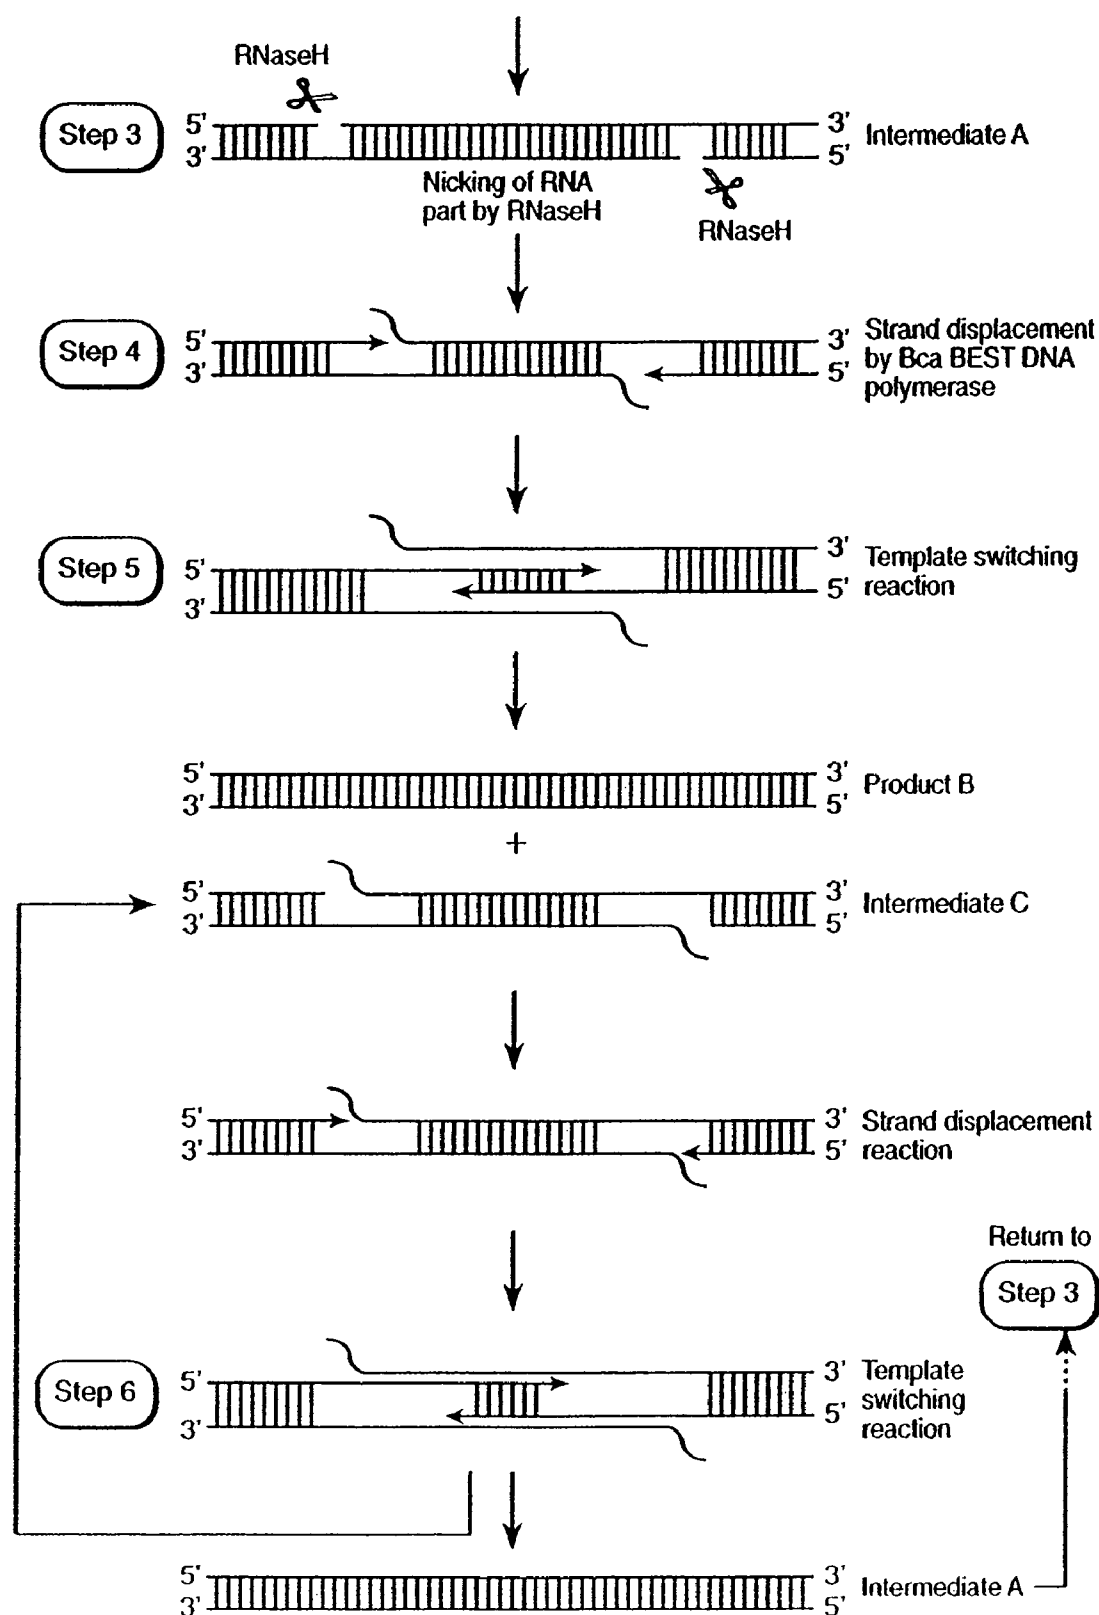 RNaseH
Step 3
5'
3'
3'
5'
Intermediate A
Nicking of RNA
part by RNaseH
RNaseH
Step 4
5'
3'
3'
5'
Strand displacement
by Bca BEST DNA
polymerase
Step 5
5'
3'
3'
5'
Template switching
reaction
5'
3'
3'
5'
Product B
+
5'
3'
3'
5'
Intermediate C
5'
3'
3'
5'
Strand displacement
reaction
Return to
Step 3
Step 6
5'
3'
3'
5'
Template
switching
reaction
5'
3'
3'
5'
Intermediate A